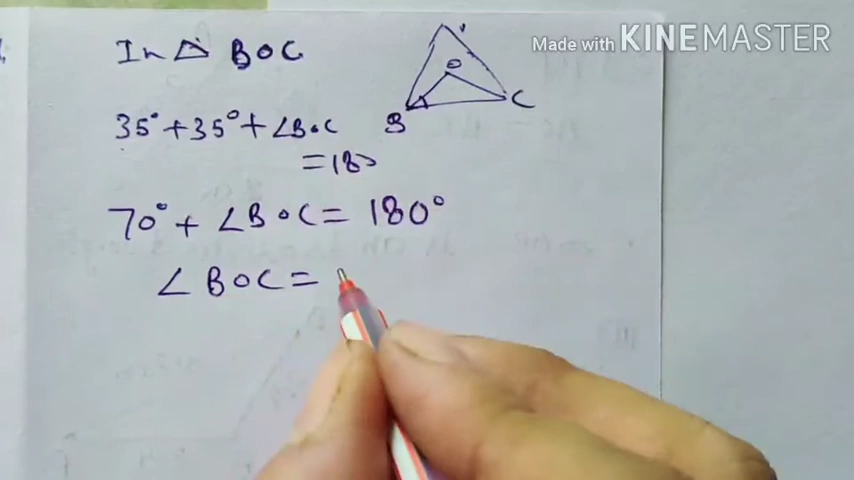 In △ BOC
Made with KINEMASTER
O
B
C
35° + 35° + ∠BOC
= 180
70° + ∠BOC = 180°
∠BOC =